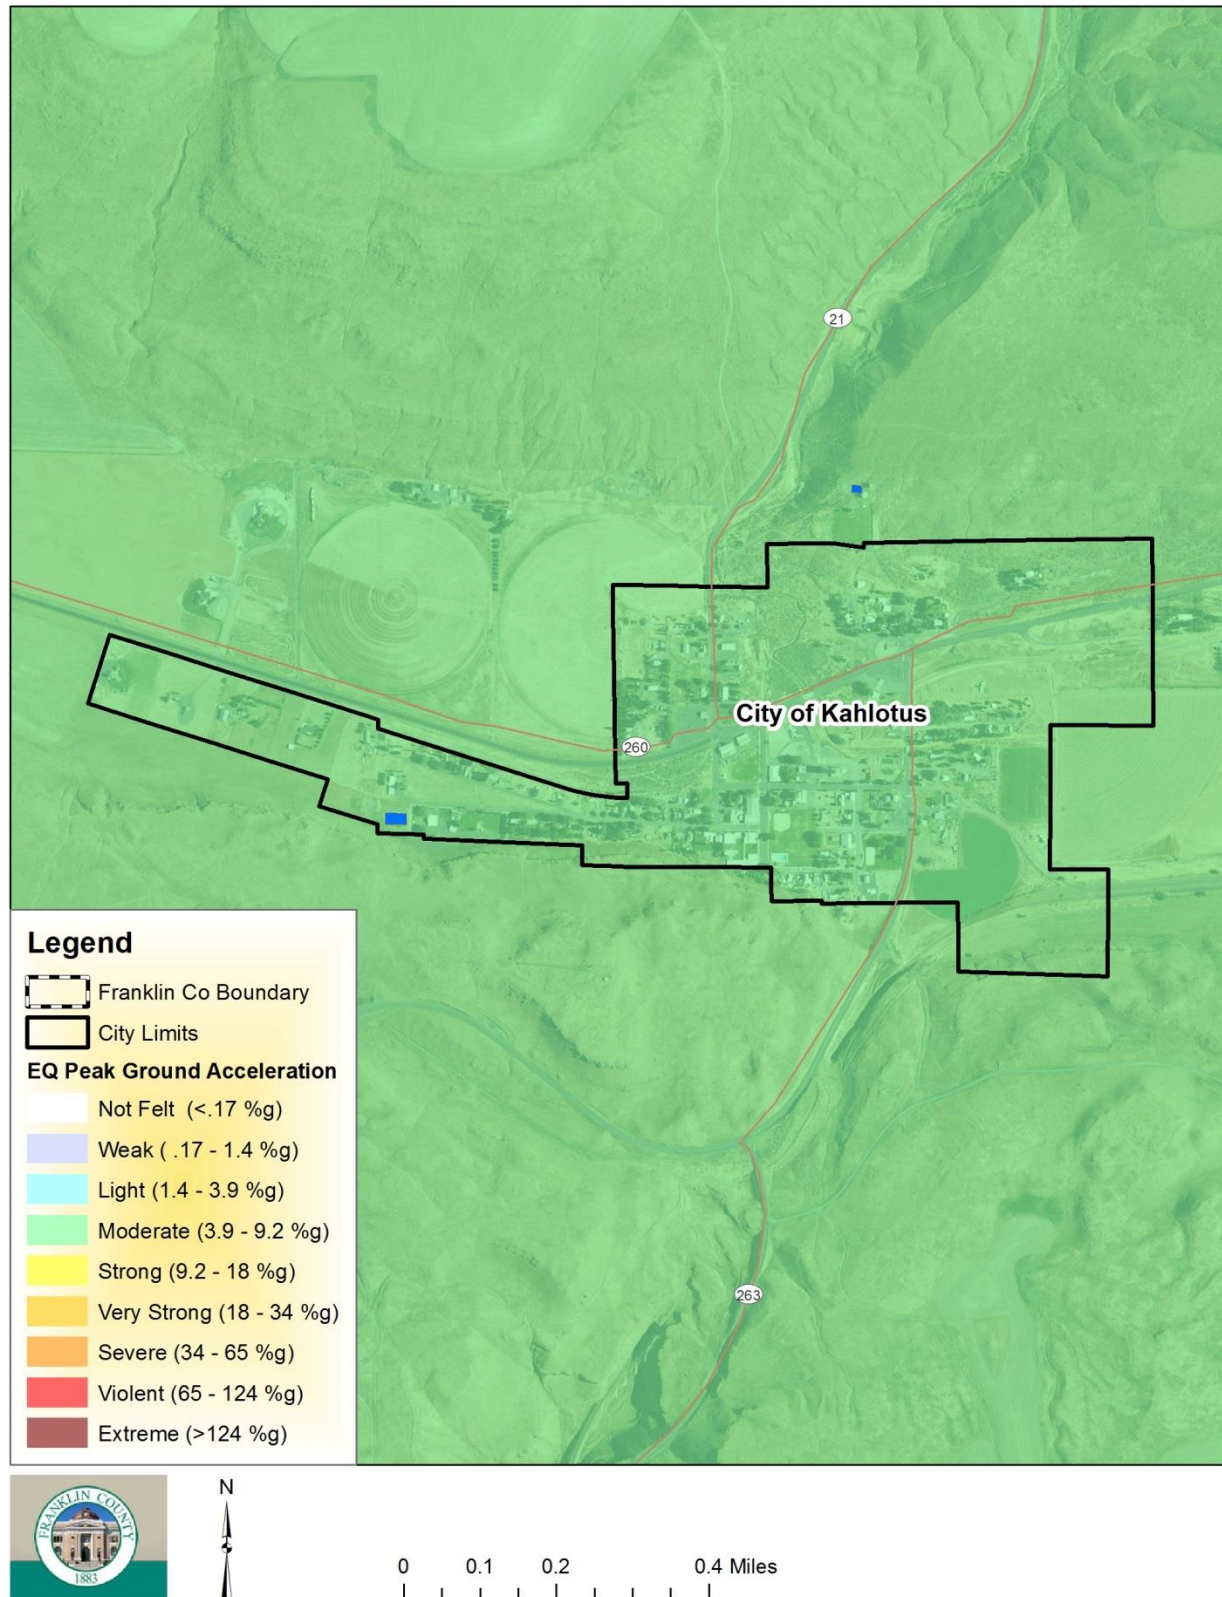 21
City of Kahlotus
260
Legend
Franklin Co Boundary
City Limits
EQ Peak Ground Acceleration
Not Felt (<.17 %g)
Weak ( .17 - 1.4 %g)
Light (1.4 - 3.9 %g)
Moderate (3.9 - 9.2 %g)
Strong (9.2 - 18 %g)
Very Strong (18 - 34 %g)
Severe (34 - 65 %g)
Violent (65 - 124 %g)
Extreme (>124 %g)
263
FRANKLIN COUNTY
1883
N
0 0.1 0.2 0.4 Miles